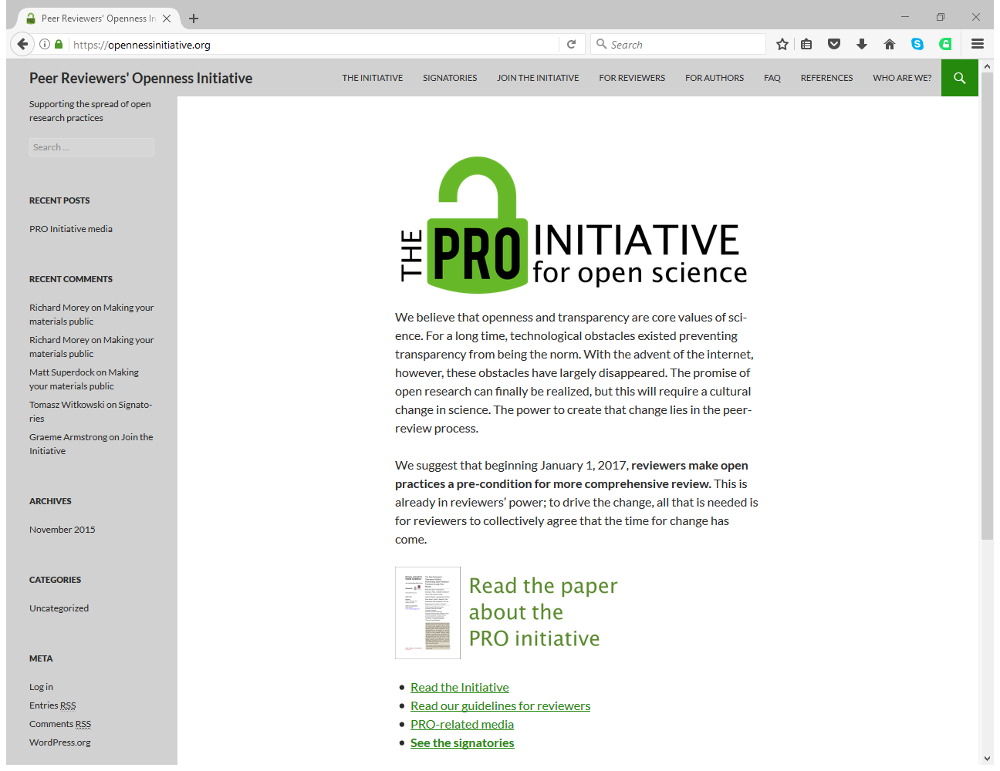 Peer Reviewers' Openness In
https://opennessinitiative.org
Search
Peer Reviewers' Openness Initiative
THE INITIATIVE
SIGNATORIES
JOIN THE INITIATIVE
FOR REVIEWERS
FOR AUTHORS
FAQ
REFERENCES
WHO ARE WE?
Supporting the spread of open
research practices
Search ...
RECENT POSTS
PRO Initiative media
RECENT COMMENTS
Richard Morey on Making your
materials public
Richard Morey on Making your
materials public
Matt Superdock on Making
your materials public
Tomasz Witkowski on Signato-
ries
Graeme Armstrong on Join the
Initiative
ARCHIVES
November 2015
CATEGORIES
Uncategorized
META
Log in
Entries RSS
Comments RSS
WordPress.org
THE PRO INITIATIVE
for open science
We believe that openness and transparency are core values of sci-
ence. For a long time, technological obstacles existed preventing
transparency from being the norm. With the advent of the internet,
however, these obstacles have largely disappeared. The promise of
open research can finally be realized, but this will require a cultural
change in science. The power to create that change lies in the peer-
review process.
We suggest that beginning January 1, 2017, reviewers make open
practices a pre-condition for more comprehensive review. This is
already in reviewers’ power; to drive the change, all that is needed is
for reviewers to collectively agree that the time for change has
come.
Read the paper
about the
PRO initiative
Read the Initiative
Read our guidelines for reviewers
PRO-related media
See the signatories